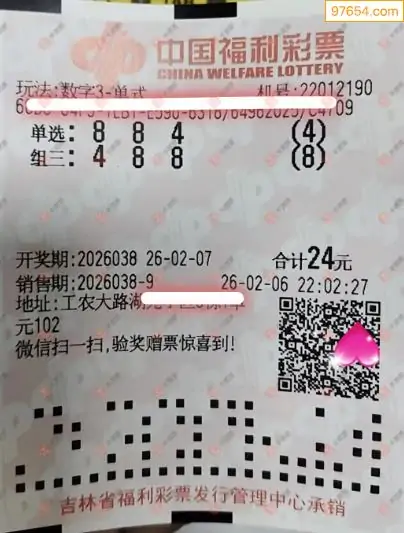 97654.com
中国福利彩票
CHINA WELFARE LOTTERY
玩法:数字3-单式 机号:22012190
单选: 8 8 4 (4)
组三: 4 8 8 (8)
开奖期:2026038 26-02-07 合计24元
销售期:2026038-9 26-02-06 22:02:27
地址:工农大路湖
元102
微信扫一扫,验奖赠票惊喜到!
吉林省福利彩票发行管理中心承销